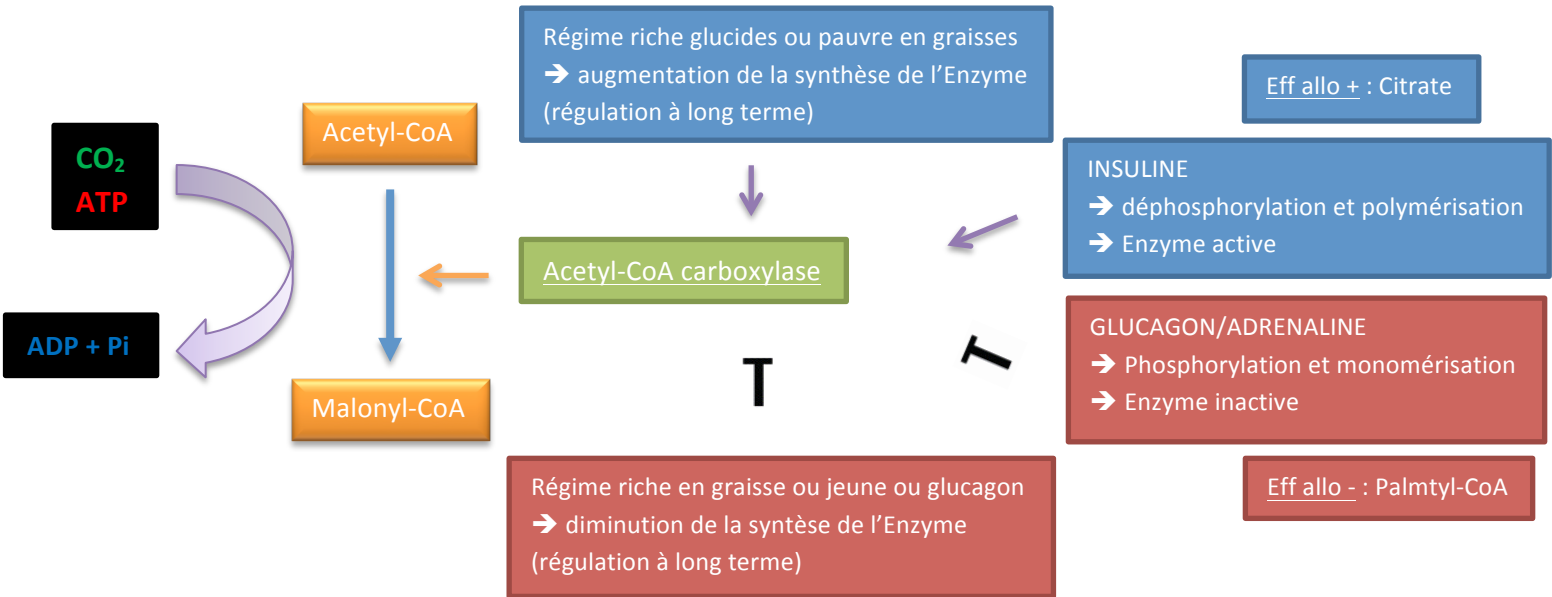 CO₂
ATP
ADP + Pi
Acetyl-CoA
Malonyl-CoA
Régime riche glucides ou pauvre en graisses
➔ augmentation de la synthèse de l’Enzyme
(régulation à long terme)
Acetyl-CoA carboxylase
T
Régime riche en graisse ou jeune ou glucagon
➔ diminution de la syntèse de l’Enzyme
(régulation à long terme)
Eff allo + : Citrate
INSULINE
➔ déphosphorylation et polymérisation
➔ Enzyme active
T
GLUCAGON/ADRENALINE
➔ Phosphorylation et monomérisation
➔ Enzyme inactive
Eff allo - : Palmtyl-CoA